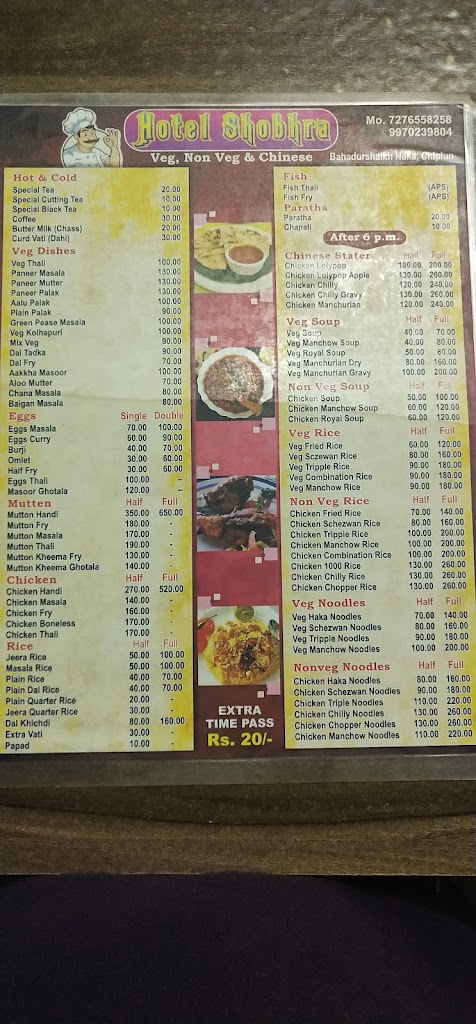 Hotel Shobhra
Mo. 7276558258
9970239804
Veg, Non Veg & Chinese
Bahadurshaikh Naka, Chiplun
Hot & Cold
Special Tea 20.00
Special Cutting Tea 10.00
Special Black Tea 10.00
Coffee 30.00
Butter Milk (Chass) 20.00
Curd Vati (Dahi) 30.00
Veg Dishes
Veg Thali 100.00
Paneer Masala 130.00
Paneer Mutter 130.00
Paneer Palak 130.00
Aalu Palak 100.00
Plain Palak 90.00
Green Pease Masala 100.00
Veg Kolhapuri 100.00
Mix Veg 90.00
Dal Tadka 90.00
Dal Fry 70.00
Aakkha Masoor 100.00
Aloo Mutter 70.00
Chana Masala 80.00
Baigan Masala 80.00
Eggs Single Double
Eggs Masala 70.00 100.00
Eggs Curry 60.00 90.00
Burji 40.00 70.00
Omlet 30.00 60.00
Half Fry 30.00 60.00
Eggs Thali 100.00 -
Masoor Ghotala 120.00 -
Mutten Half Full
Mutton Handi 350.00 650.00
Mutton Fry 180.00 -
Mutton Masala 170.00 -
Mutton Thali 190.00 -
Mutton Kheema Fry 130.00 -
Mutton Kheema Ghotala 140.00 -
Chicken Half Full
Chicken Handi 270.00 520.00
Chicken Masala 140.00 -
Chicken Fry 160.00 -
Chicken Boneless 170.00 -
Chicken Thali 170.00 -
Rice Half Full
Jeera Rice 50.00 100.00
Masala Rice 50.00 100.00
Plain Rice 40.00 70.00
Plain Dal Rice 40.00 70.00
Plain Quarter Rice 20.00 -
Jeera Quarter Rice 30.00 -
Dal Khichdi 80.00 160.00
Extra Vati 30.00 -
Papad 10.00 -
EXTRA
TIME PASS
Rs. 20/-
Fish
Fish Thali (APS)
Fish Fry (APS)
Paratha
Paratha 20.00
Chapati 10.00
After 6 p.m.
Chinese Stater Half Full
Chicken Lolypop 100.00 200.00
Chicken Lolypop Apple 130.00 260.00
Chicken Chilly 120.00 240.00
Chicken Chilly Gravy 130.00 260.00
Chicken Manchurian 120.00 240.00
Veg Soup Half Full
Veg Soup 40.00 70.00
Veg Manchow Soup 40.00 80.00
Veg Royal Soup 50.00 80.00
Veg Manchurian Dry 80.00 160.00
Veg Manchurian Gravy 100.00 200.00
Non Veg Soup Half Full
Chicken Soup 50.00 100.00
Chicken Manchow Soup 60.00 120.00
Chicken Royal Soup 60.00 120.00
Veg Rice Half Full
Veg Fried Rice 60.00 120.00
Veg Sczewan Rice 80.00 160.00
Veg Tripple Rice 90.00 180.00
Veg Combination Rice 90.00 180.00
Veg Manchow Rice 90.00 180.00
Non Veg Rice Half Full
Chicken Fried Rice 70.00 140.00
Chicken Schezwan Rice 80.00 160.00
Chicken Tripple Rice 100.00 200.00
Chicken Manchow Rice 100.00 200.00
Chicken Combination Rice 100.00 200.00
Chicken 1000 Rice 130.00 260.00
Chicken Chilly Rice 130.00 260.00
Chicken Chopper Rice 130.00 260.00
Veg Noodles Half Full
Veg Haka Noodles 70.00 140.00
Veg Schezwan Noodles 80.00 160.00
Veg Tripple Noodles 90.00 180.00
Veg Manchow Noodles 100.00 200.00
Nonveg Noodles Half Full
Chicken Haka Noodles 80.00 160.00
Chicken Schezwan Noodles 90.00 180.00
Chicken Triple Noodles 110.00 220.00
Chicken Chilly Noodles 130.00 260.00
Chicken Chopper Noodles 130.00 260.00
Chicken Manchow Noodles 110.00 220.00